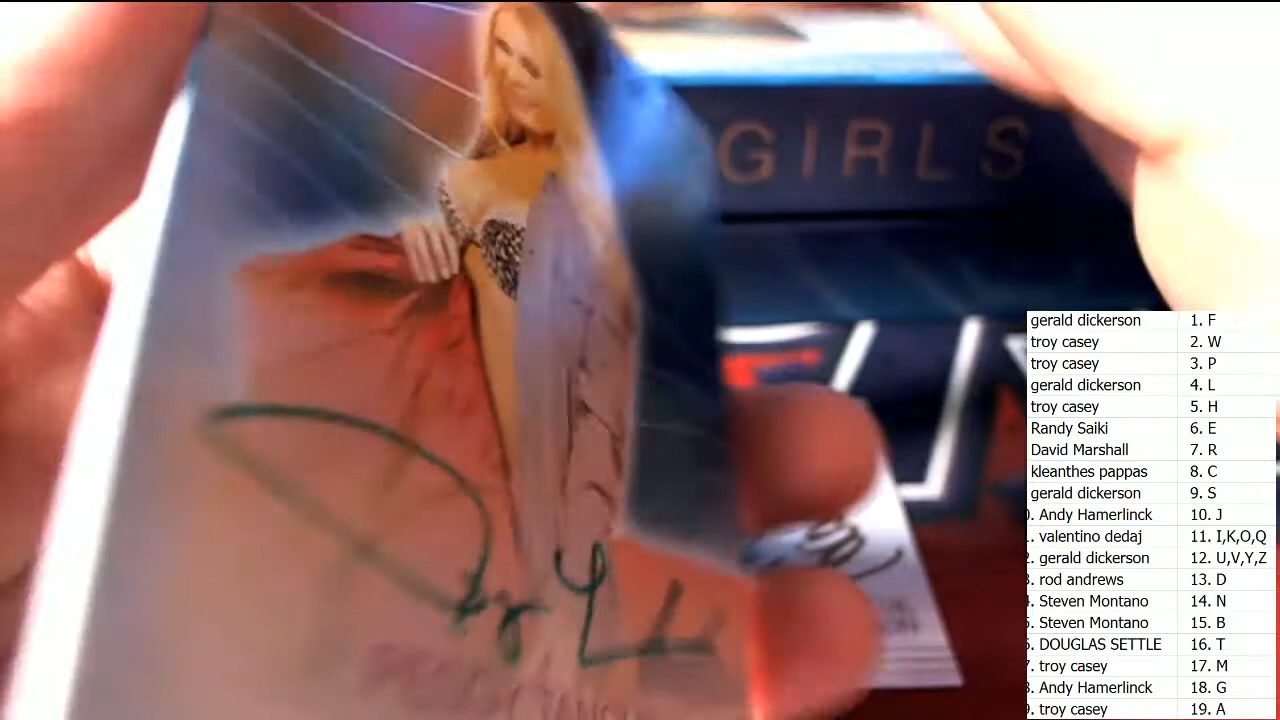 GIRLS
gerald dickerson 1. F
troy casey 2. W
troy casey 3. P
gerald dickerson 4. L
troy casey 5. H
Randy Saiki 6. E
David Marshall 7. R
kleanthes pappas 8. C
gerald dickerson 9. S
. Andy Hamerlinck 10. J
. valentino dedaj 11. I,K,O,Q
. gerald dickerson 12. U,V,Y,Z
. rod andrews 13. D
. Steven Montano 14. N
. Steven Montano 15. B
. DOUGLAS SETTLE 16. T
. troy casey 17. M
. Andy Hamerlinck 18. G
. troy casey 19. A